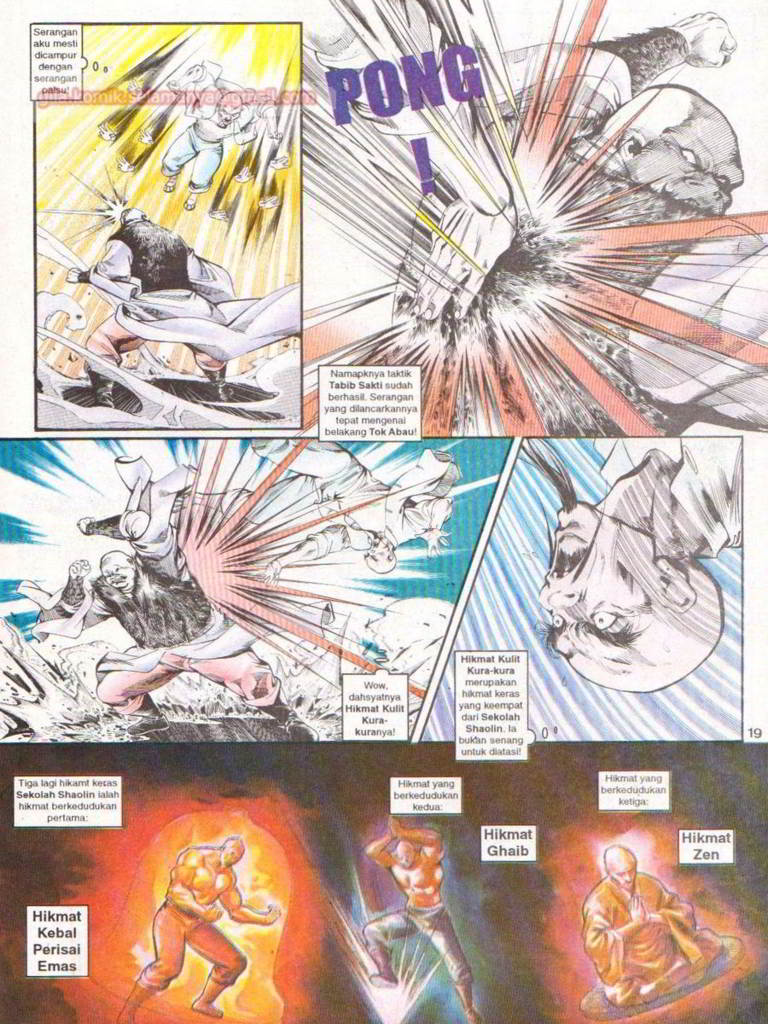 Serangan
aku mesti
dicampur
dengan
serangan
palsu!
PONG
!
Namapknya taktik
Tabib Sakti sudah
berhasil. Serangan
yang dilancarkannya
tepat mengenai
belakang Tok Abau!
Wow,
dahsyatnya
Hikmat Kulit
Kura-
kuranya!
Hikmat Kulit
Kura-kura
merupakan
hikmat keras
yang keempat
dari Sekolah
Shaolin. Ia
bukan senang
untuk diatasi!
19
Tiga lagi hikamt keras
Sekolah Shaolin ialah
hikmat berkedudukan
pertama:
Hikmat
Kebal
Perisai
Emas
Hikmat yang
berkedudukan
kedua:
Hikmat
Ghaib
Hikmat yang
berkedudukan
ketiga:
Hikmat
Zen